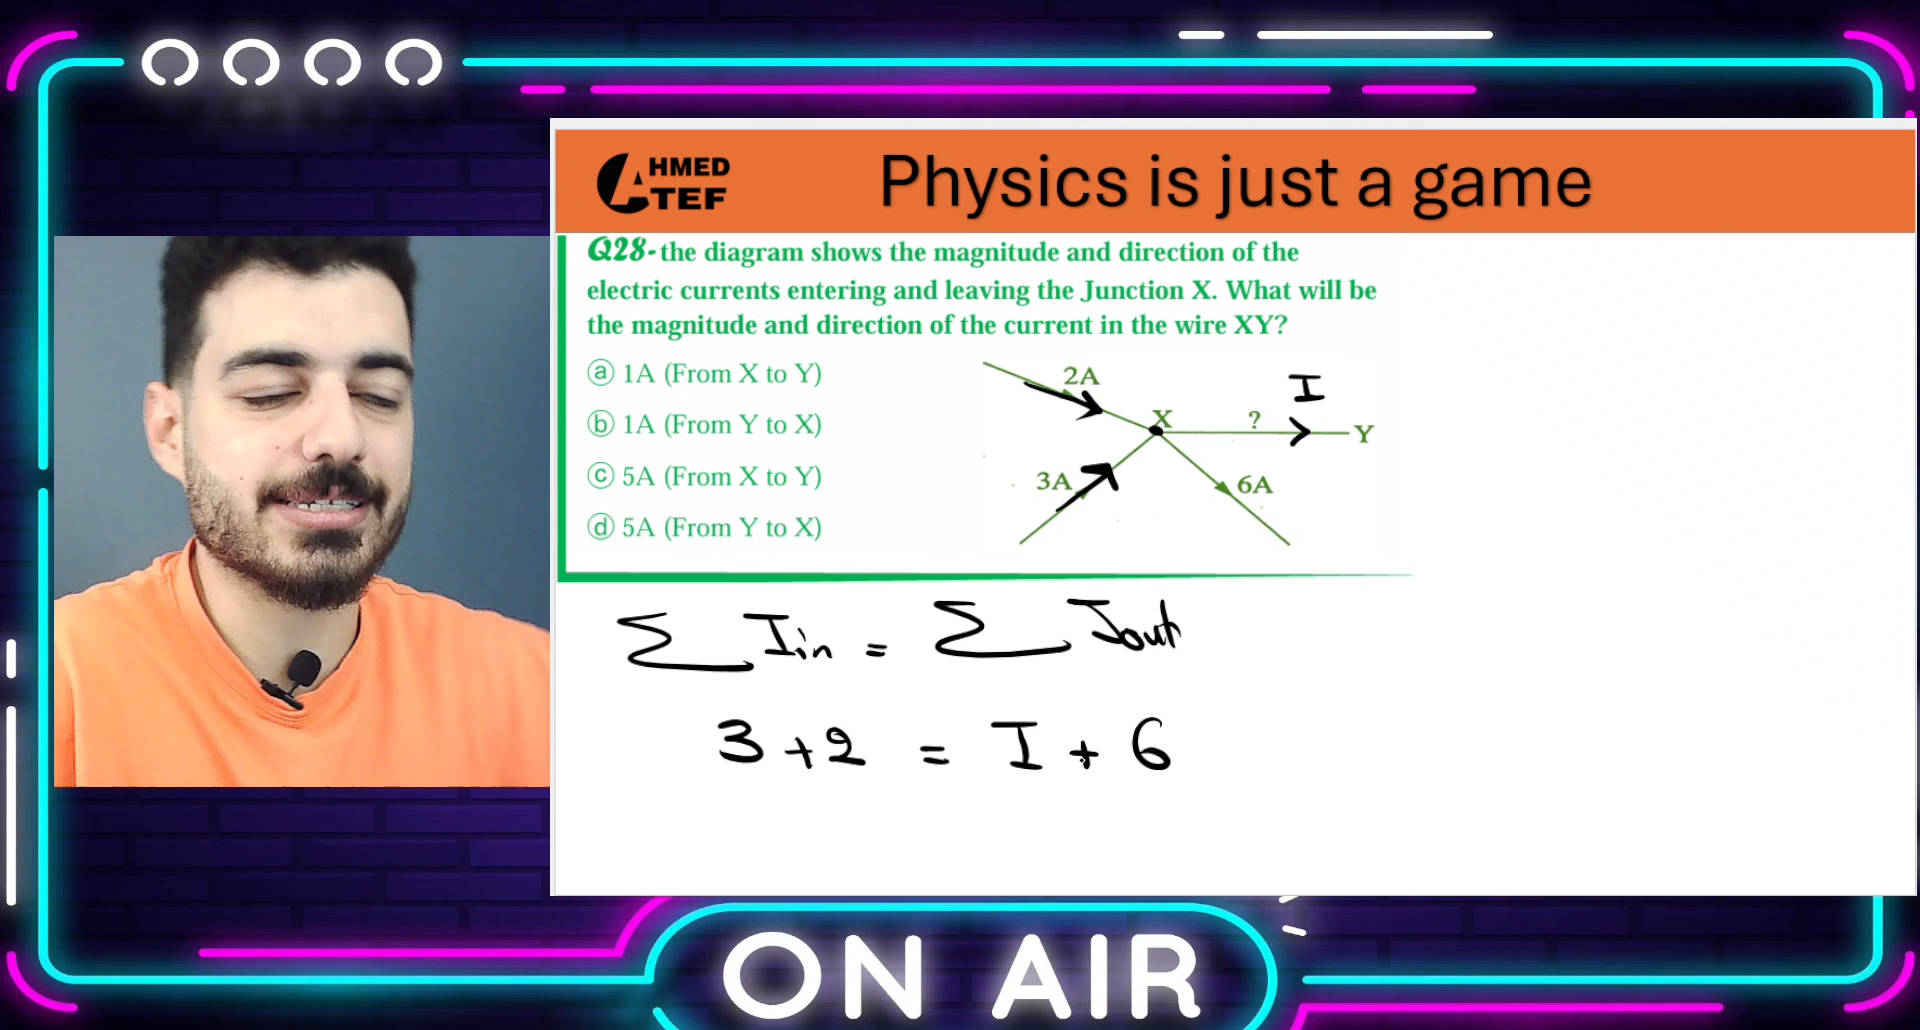 AHMED
ATEF
Physics is just a game
Q28- the diagram shows the magnitude and direction of the
electric currents entering and leaving the Junction X. What will be
the magnitude and direction of the current in the wire XY?
ⓐ 1A (From X to Y)
ⓑ 1A (From Y to X)
ⓒ 5A (From X to Y)
ⓓ 5A (From Y to X)
2A
I
X
?
Y
3A
6A
Σ Iin = Σ Iout
3 + 2 = I + 6
ON AIR